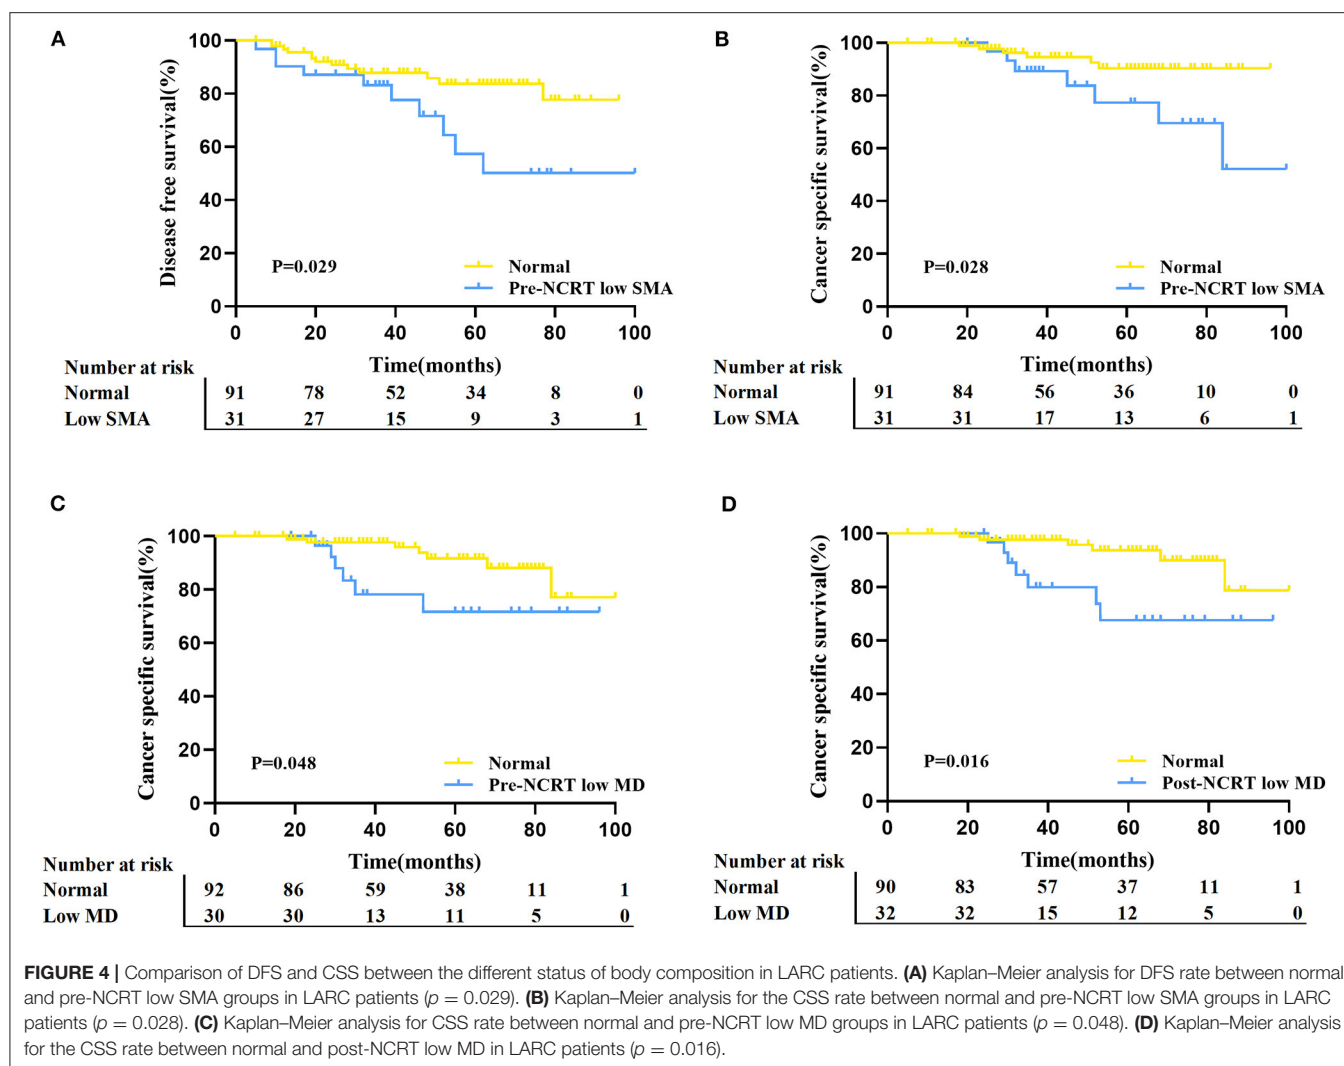 A
100
80
60
40
20
0
Disease free survival(%)
P=0.029
Normal
Pre-NCRT low SMA
0 20 40 60 80 100
Time(months)
Number at risk
Normal 91 78 52 34 8 0
Low SMA 31 27 15 9 3 1
B
100
80
60
40
20
0
Cancer specific survival(%)
P=0.028
Normal
Pre-NCRT low SMA
0 20 40 60 80 100
Time(months)
Number at risk
Normal 91 84 56 36 10 0
Low SMA 31 31 17 13 6 1
C
100
80
60
40
20
0
Cancer specific survival(%)
P=0.048
Normal
Pre-NCRT low MD
0 20 40 60 80 100
Time(months)
Number at risk
Normal 92 86 59 38 11 1
Low MD 30 30 13 11 5 0
D
100
80
60
40
20
0
Cancer specific survival(%)
P=0.016
Normal
Post-NCRT low MD
0 20 40 60 80 100
Time(months)
Number at risk
Normal 90 83 57 37 11 1
Low MD 32 32 15 12 5 0
FIGURE 4 | Comparison of DFS and CSS between the different status of body composition in LARC patients. (A) Kaplan–Meier analysis for DFS rate between normal
and pre-NCRT low SMA groups in LARC patients (p = 0.029). (B) Kaplan–Meier analysis for the CSS rate between normal and pre-NCRT low SMA groups in LARC
patients (p = 0.028). (C) Kaplan–Meier analysis for CSS rate between normal and pre-NCRT low MD groups in LARC patients (p = 0.048). (D) Kaplan–Meier analysis
for the CSS rate between normal and post-NCRT low MD in LARC patients (p = 0.016).